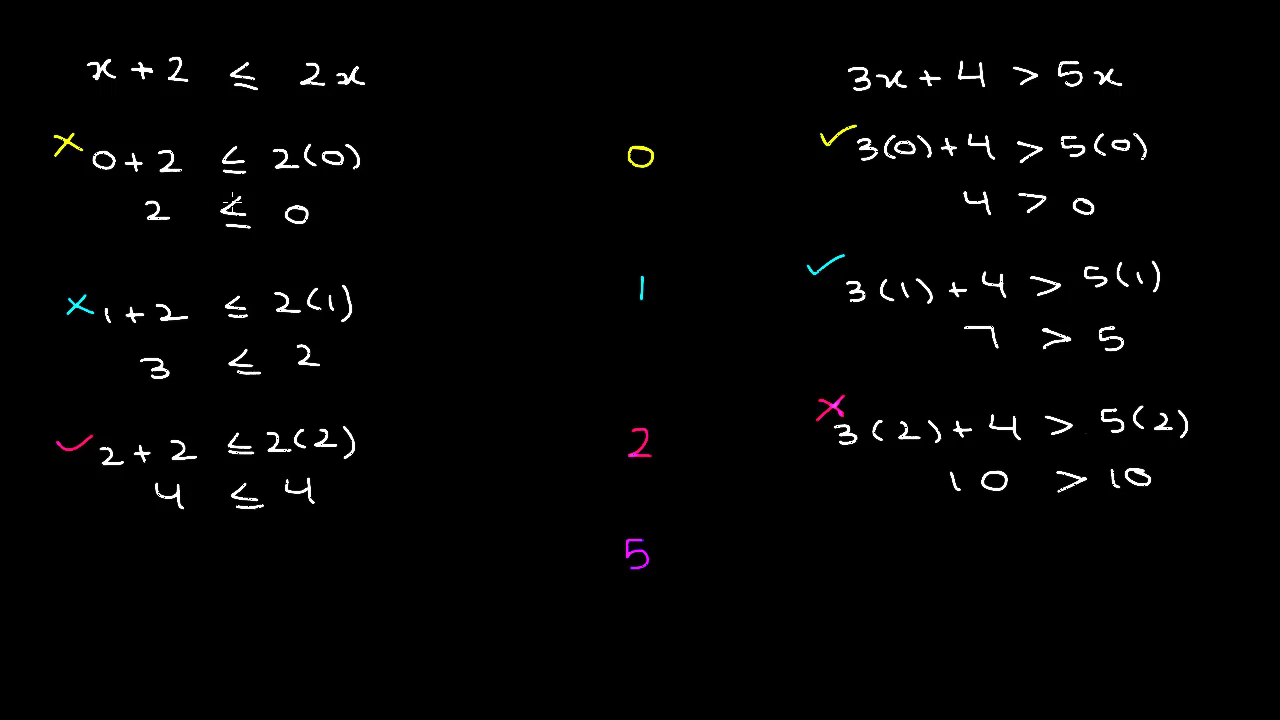 x + 2 ≤ 2x
3x + 4 > 5x
0 + 2 ≤ 2(0)
0
3(0) + 4 > 5(0)
2 ≤ 0
4 > 0
1 + 2 ≤ 2(1)
1
3(1) + 4 > 5(1)
3 ≤ 2
7 > 5
2 + 2 ≤ 2(2)
2
3(2) + 4 > 5(2)
4 ≤ 4
10 > 10
5